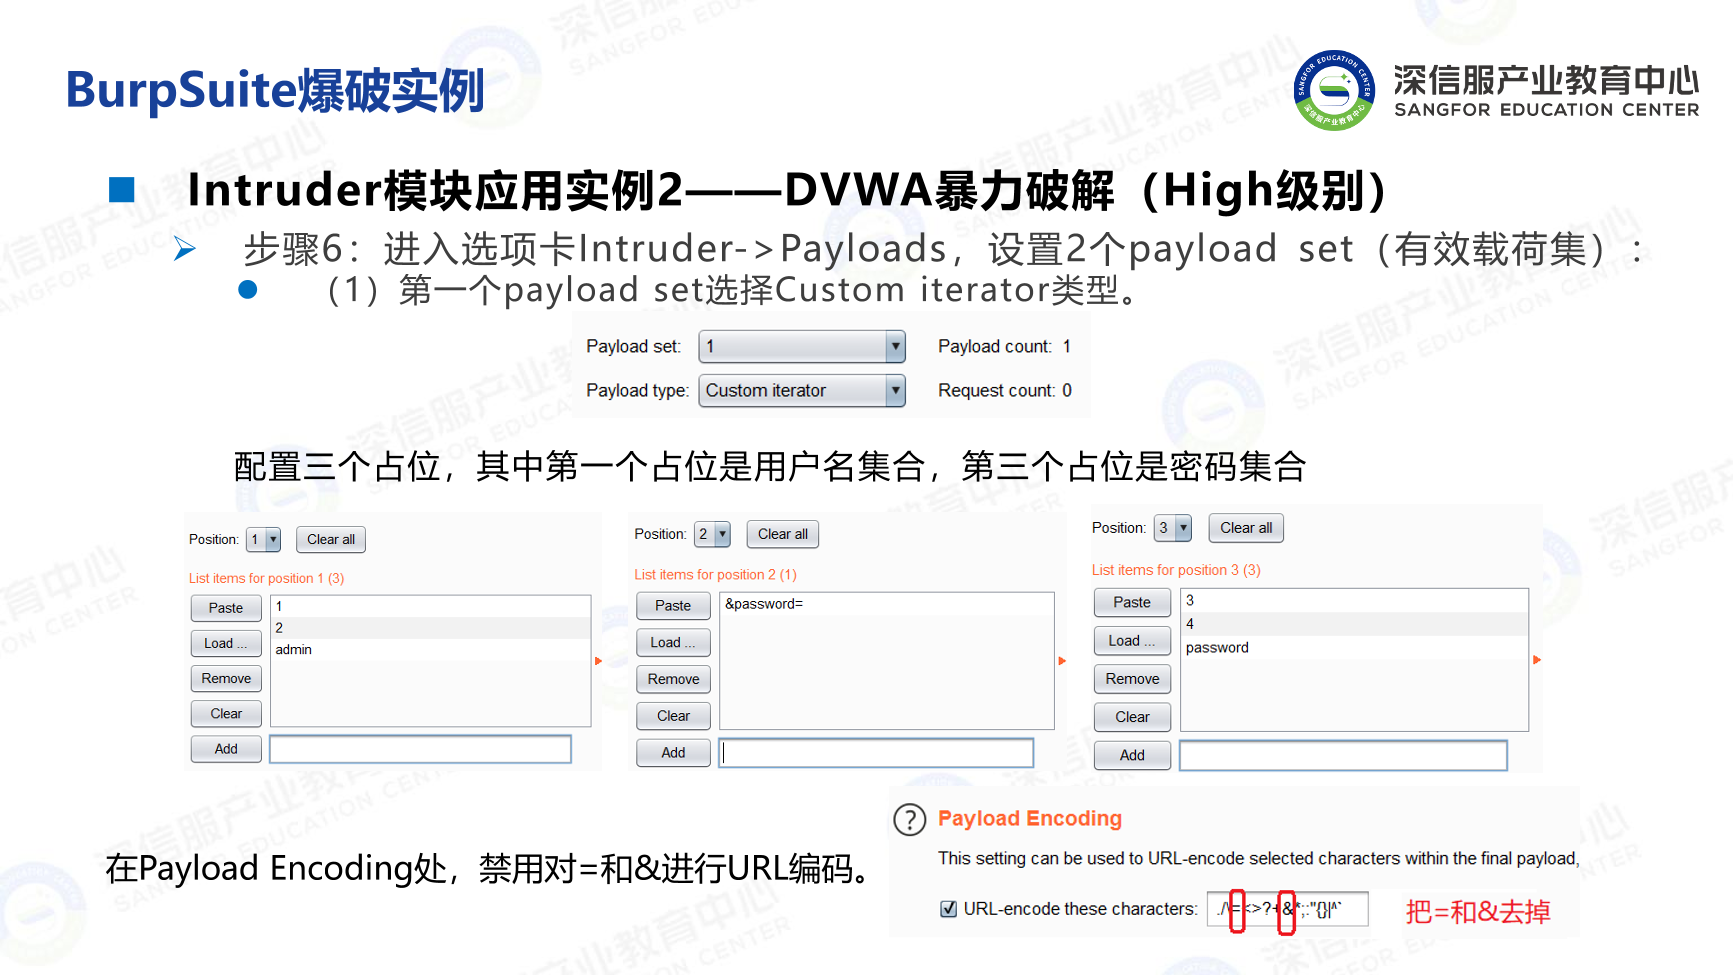 BurpSuite爆破实例
深信服产业教育中心
SANGFOR EDUCATION CENTER
Intruder模块应用实例2——DVWA暴力破解（High级别）
步骤6：进入选项卡Intruder->Payloads，设置2个payload set（有效载荷集）：
（1）第一个payload set选择Custom iterator类型。
Payload set: 1 Payload count: 1
Payload type: Custom iterator Request count: 0
配置三个占位，其中第一个占位是用户名集合，第三个占位是密码集合
Position: 1 Clear all
List items for position 1 (3)
Paste
Load ...
Remove
Clear
Add
1
2
admin
Position: 2 Clear all
List items for position 2 (1)
Paste
Load ...
Remove
Clear
Add
&password=
Position: 3 Clear all
List items for position 3 (3)
Paste
Load ...
Remove
Clear
Add
3
4
password
在Payload Encoding处，禁用对=和&进行URL编码。
? Payload Encoding
This setting can be used to URL-encode selected characters within the final payload,
URL-encode these characters: ./\=<>?+&*;:"{}|^`
把=和&去掉